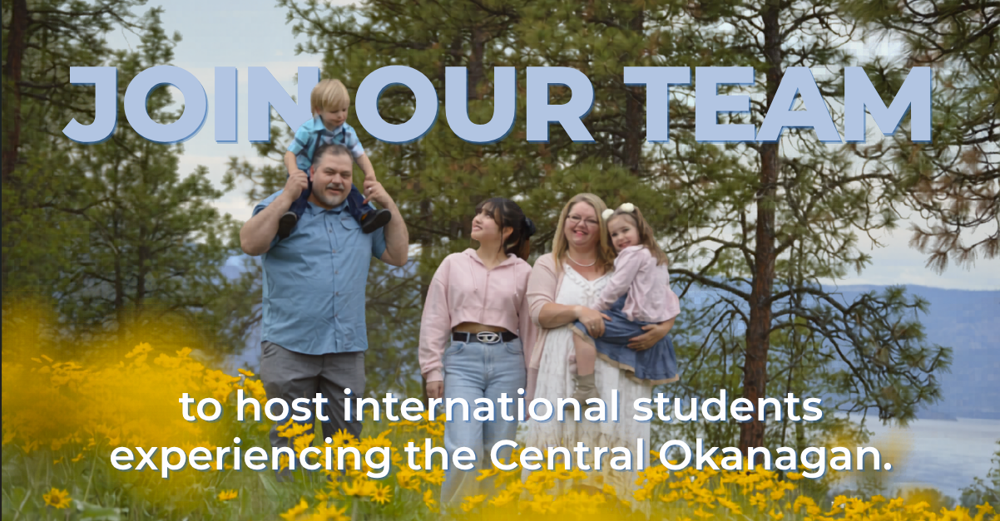 JOIN OUR TEAM
to host international students
experiencing the Central Okanagan.